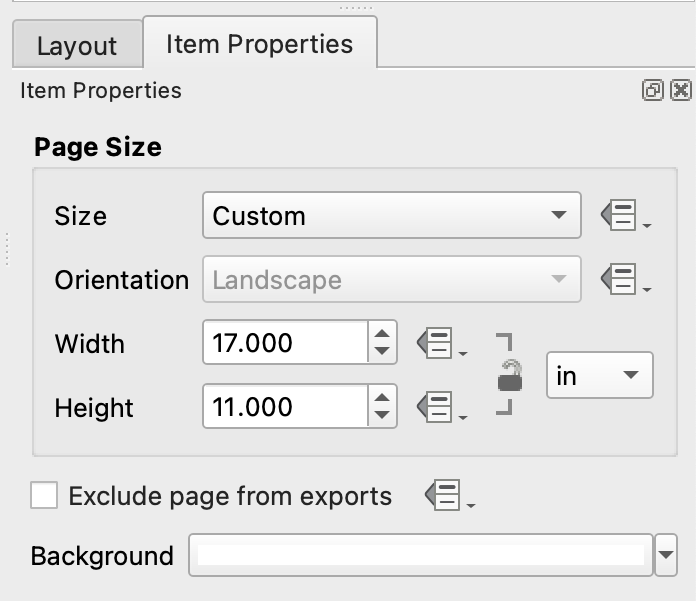 Layout
Item Properties
Item Properties
Page Size
Size
Custom
Orientation
Landscape
Width
17.000
Height
11.000
in
Exclude page from exports
Background